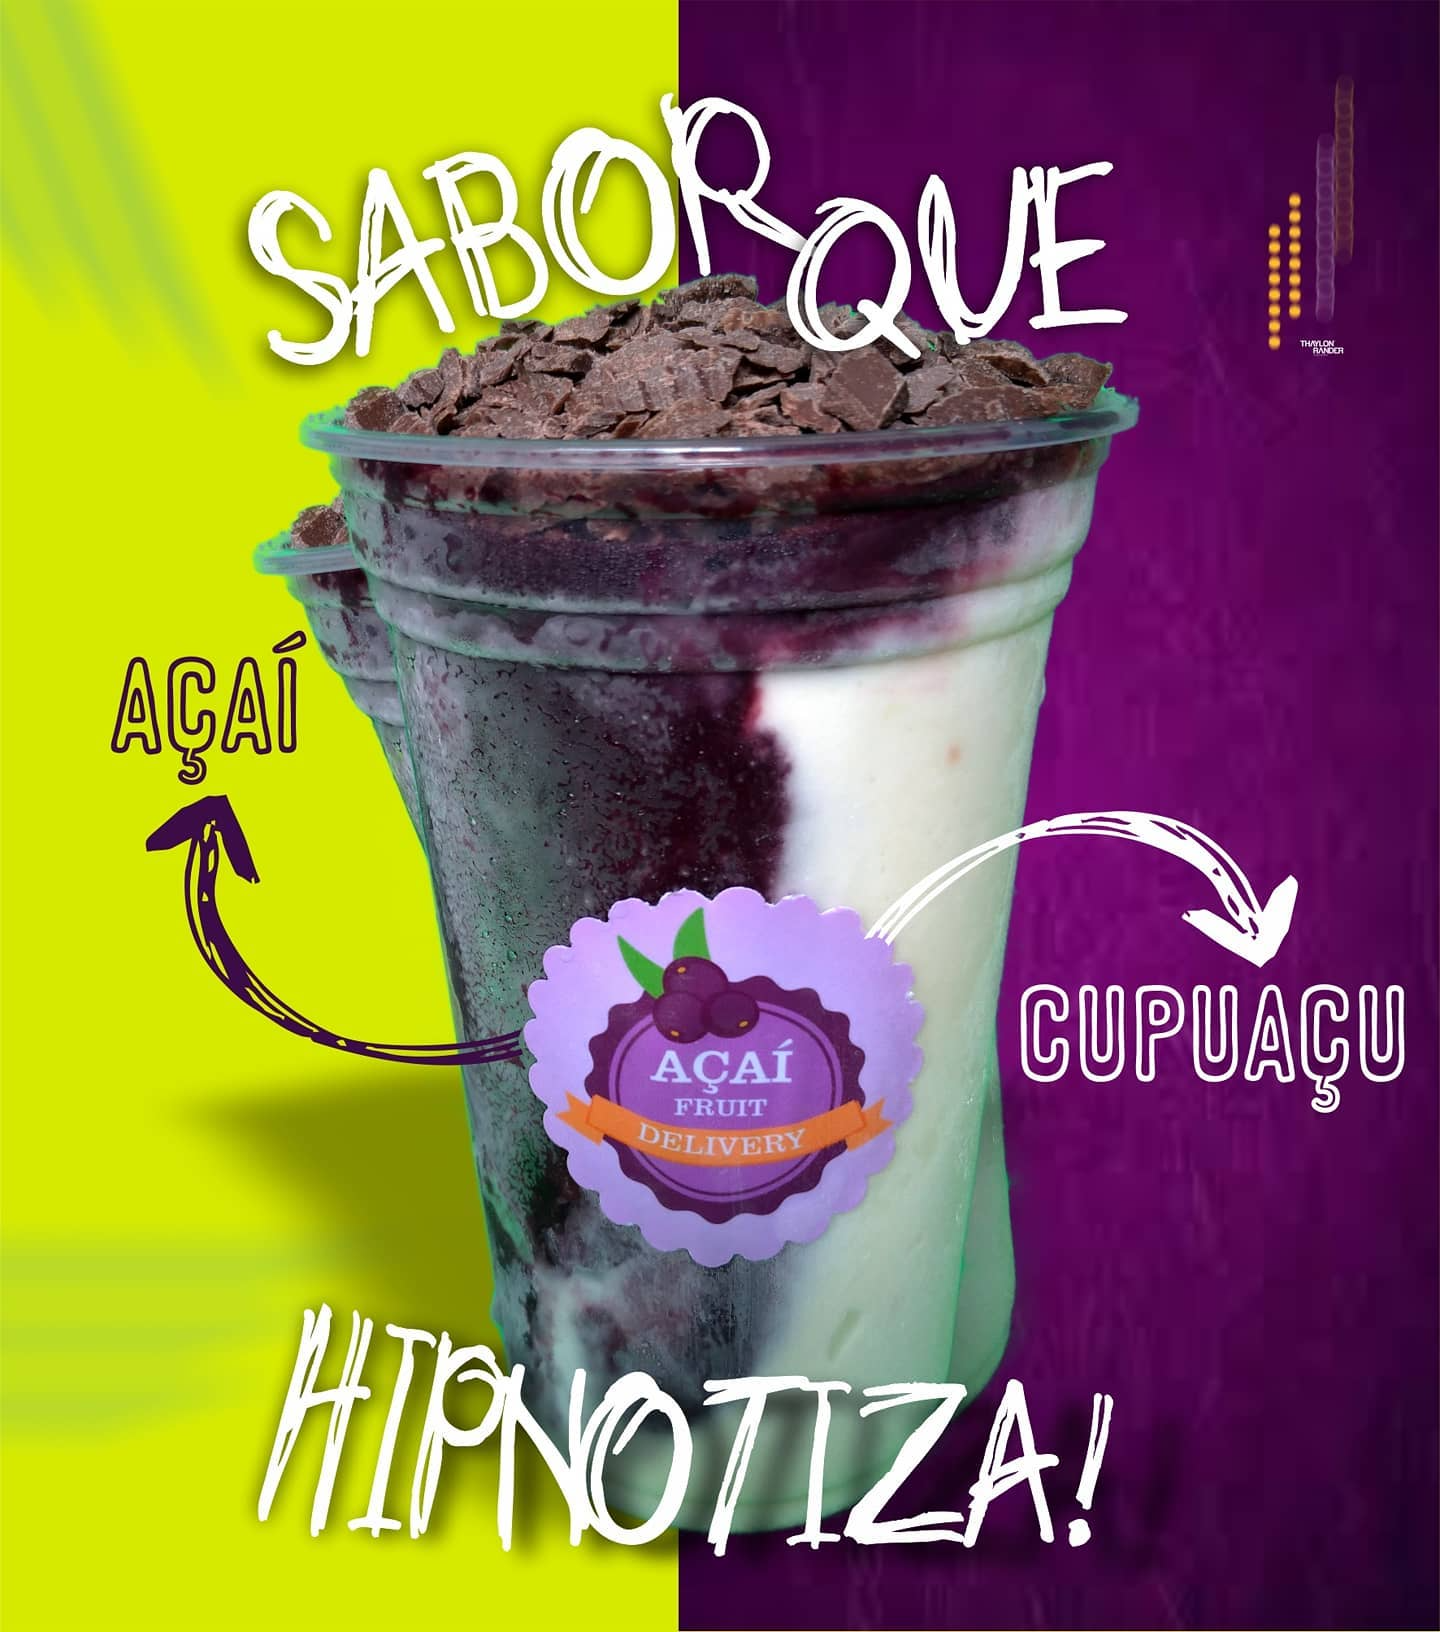 SABOR QUE
THAYLON
RANDER
AÇAÍ
CUPUAÇU
AÇAÍ
FRUIT
DELIVERY
HIPNOTIZA!